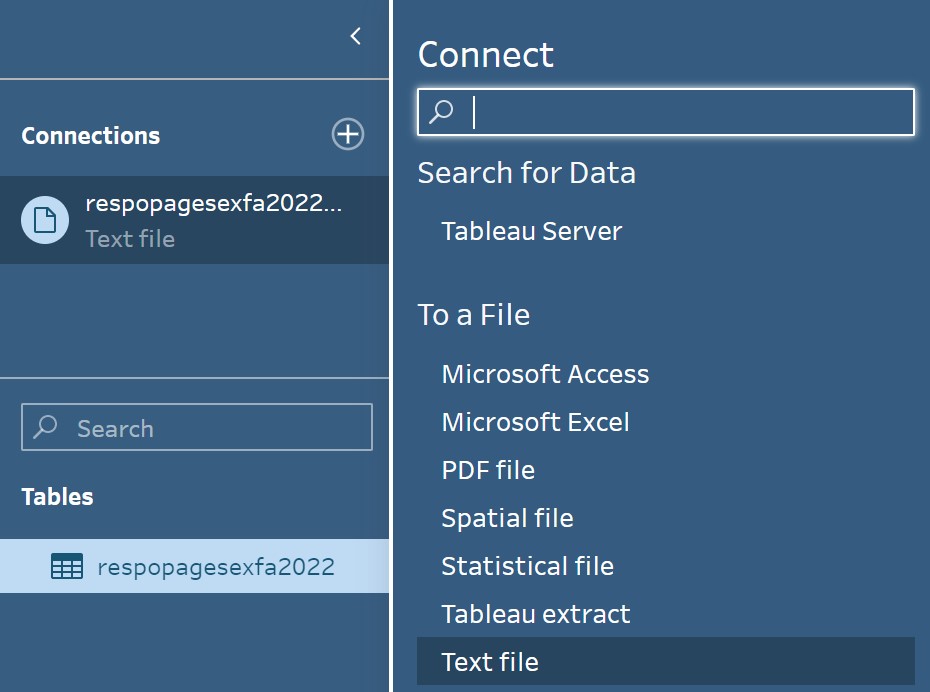 Connections
respopagesexfa2022...
Text file
Search
Tables
respopagesexfa2022
Connect
Search for Data
Tableau Server
To a File
Microsoft Access
Microsoft Excel
PDF file
Spatial file
Statistical file
Tableau extract
Text file